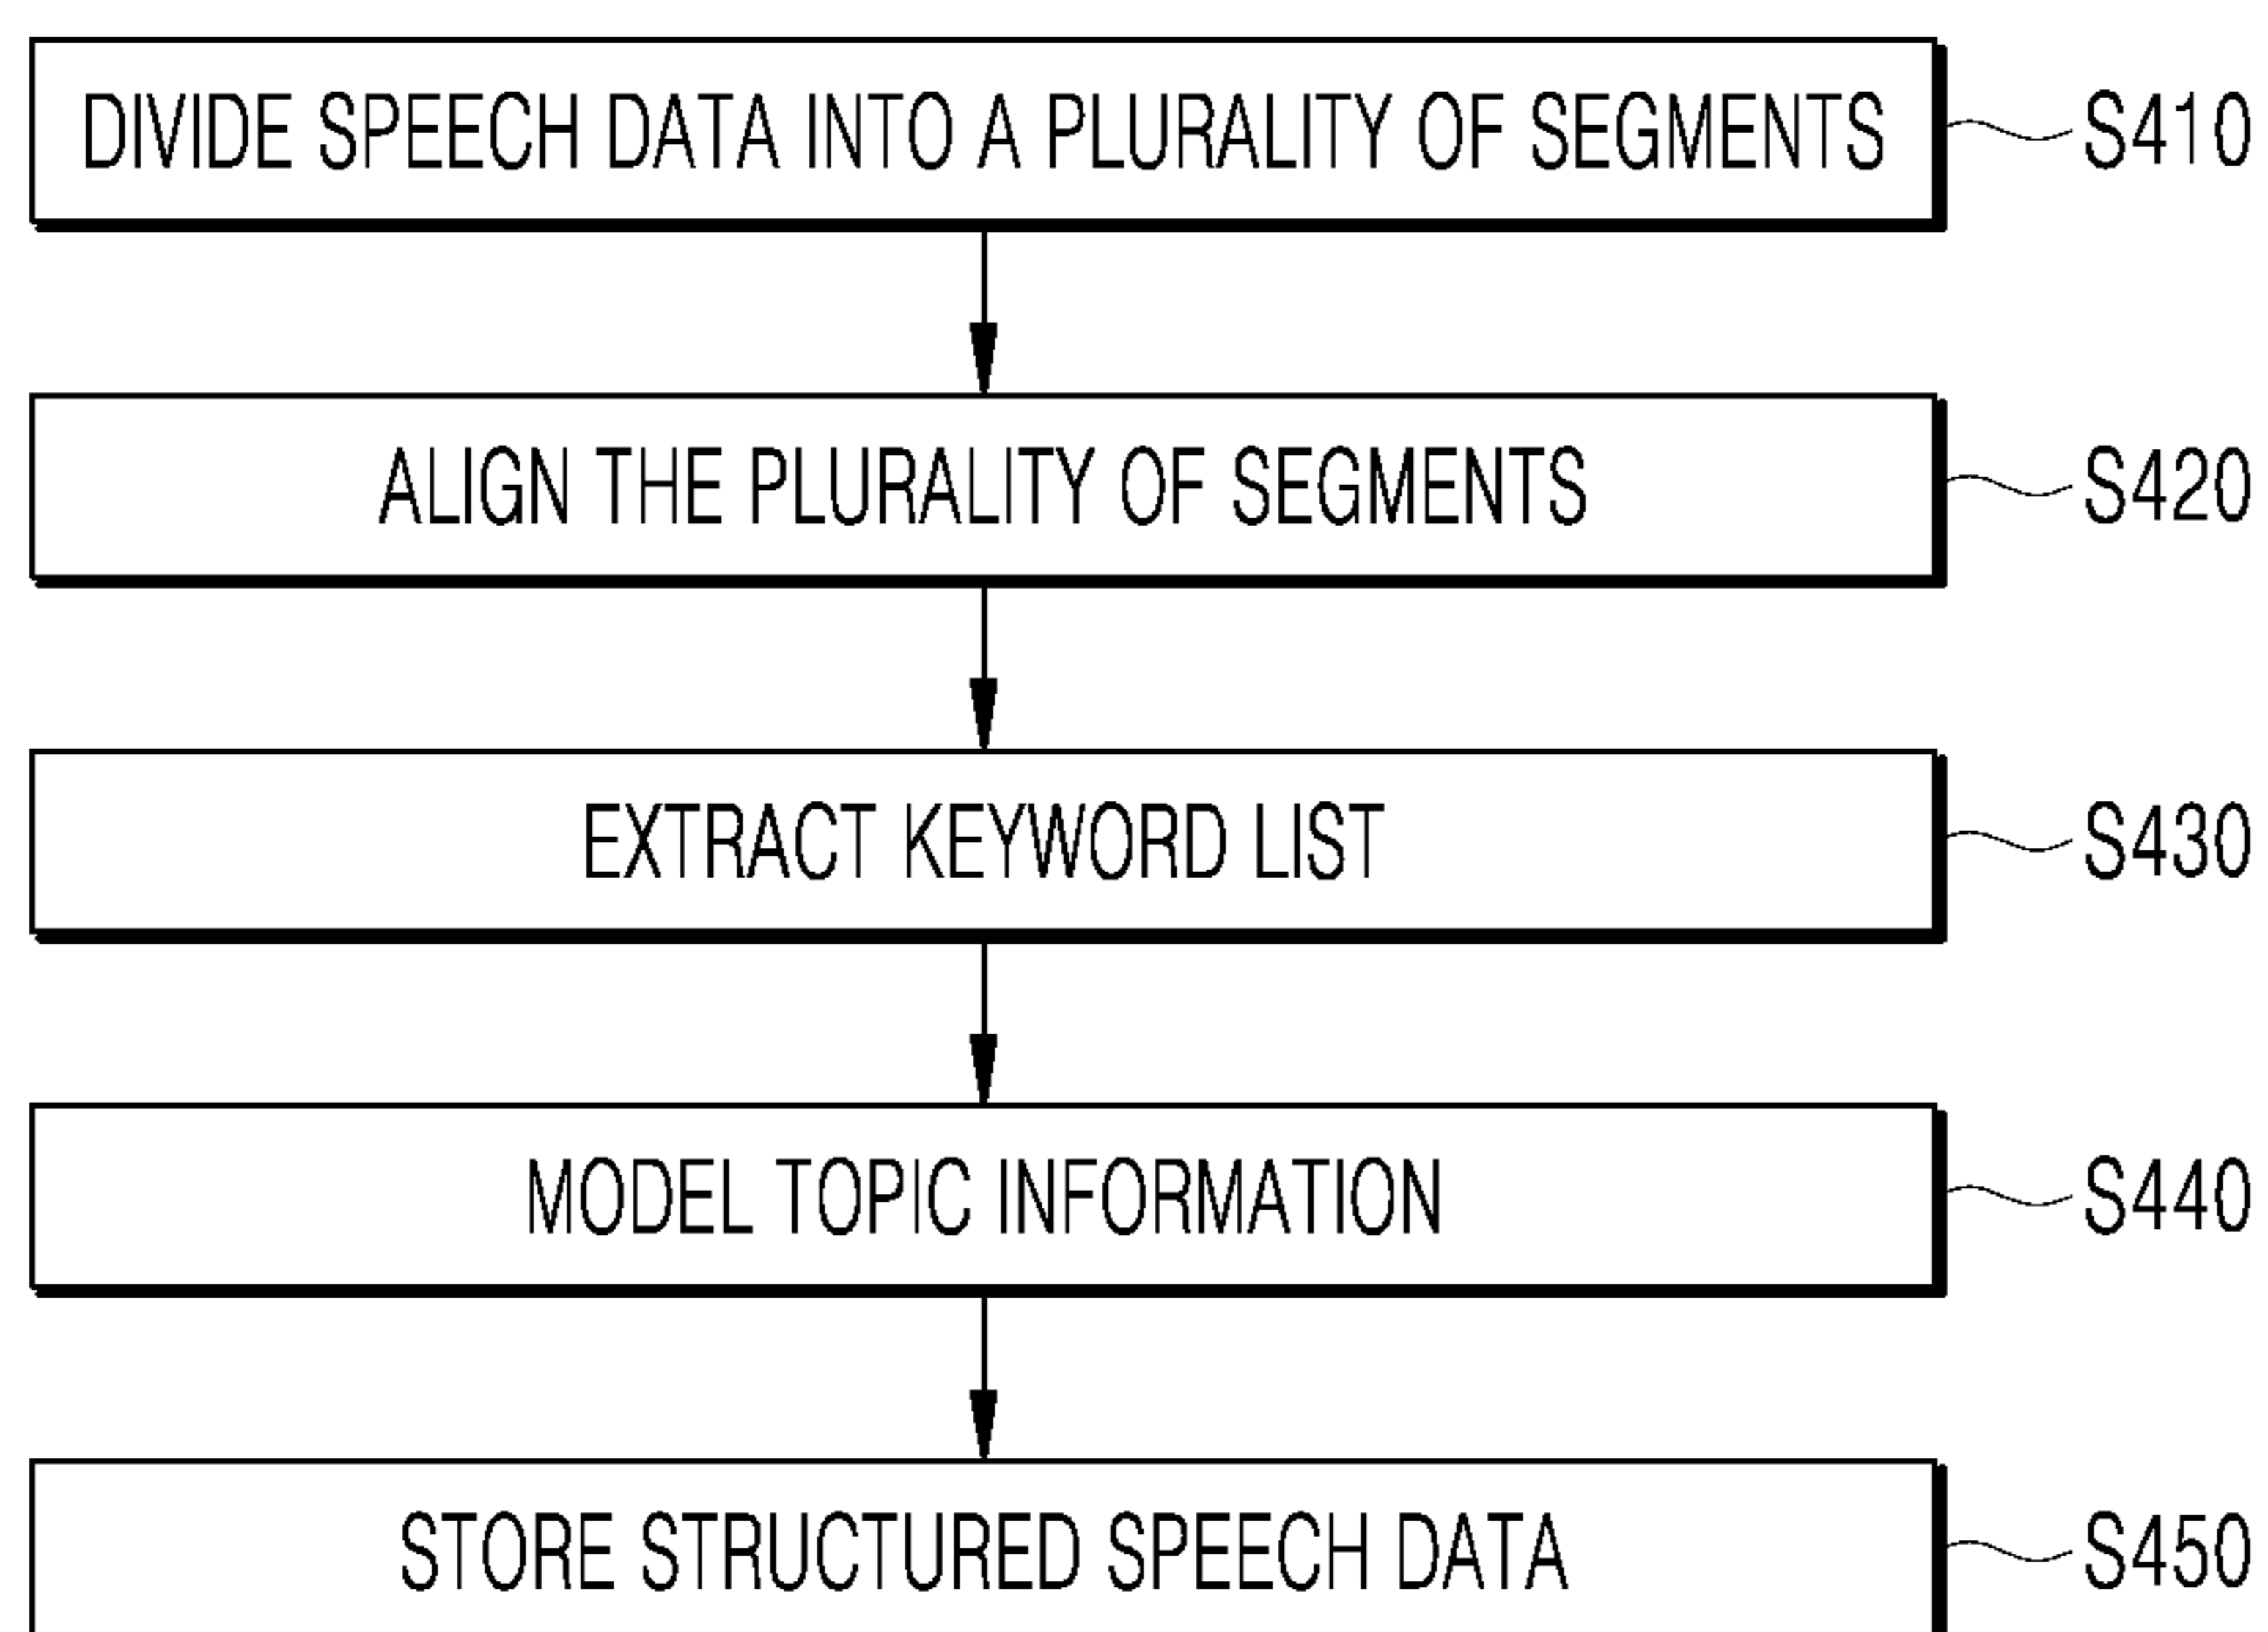 DIVIDE SPEECH DATA INTO A PLURALITY OF SEGMENTS S410
ALIGN THE PLURALITY OF SEGMENTS S420
EXTRACT KEYWORD LIST S430
MODEL TOPIC INFORMATION S440
STORE STRUCTURED SPEECH DATA S450